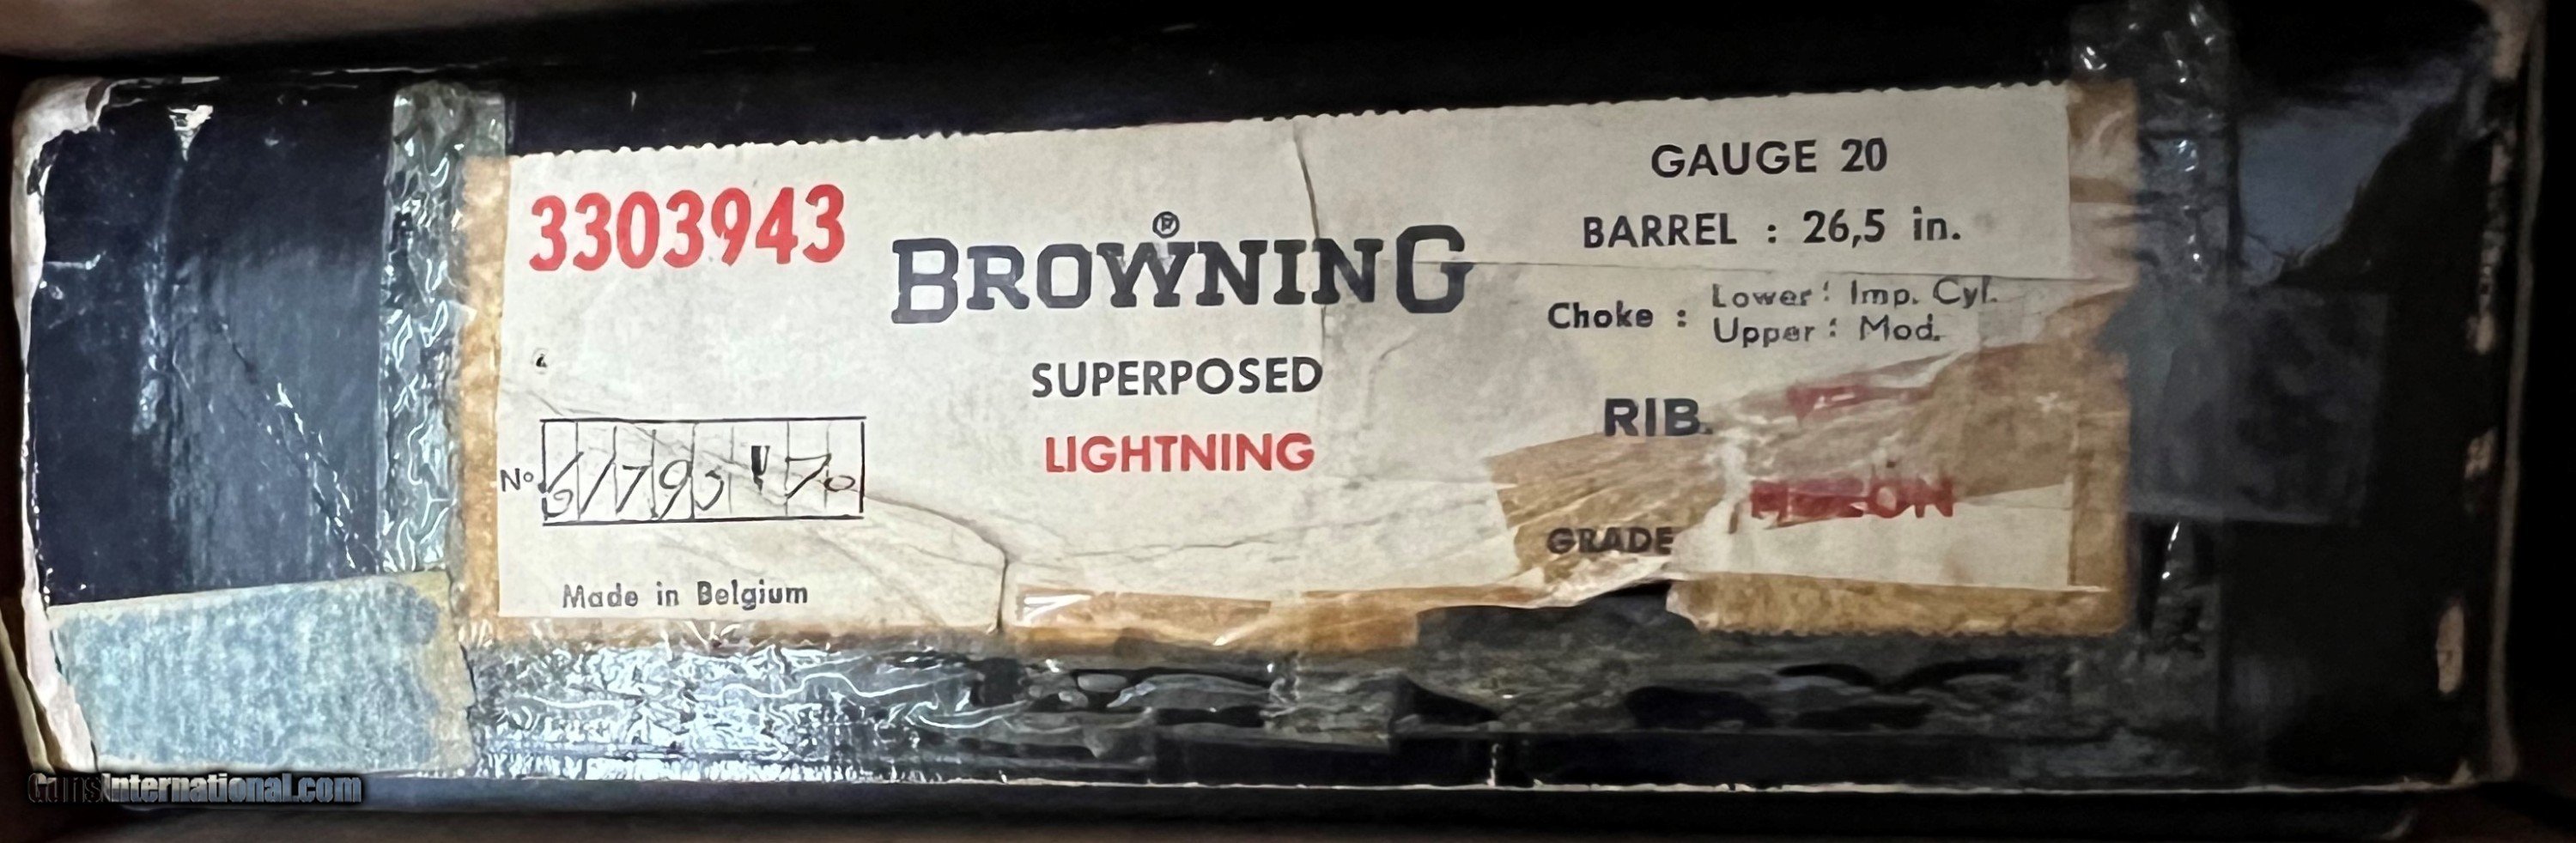 3303943
® BROWNING
SUPERPOSED
LIGHTNING
GAUGE 20
BARREL : 26,5 in.
Choke : Lower : Imp. Cyl.
Upper : Mod.
RIB.
GRADE
No
Made in Belgium
GunsInternational.com